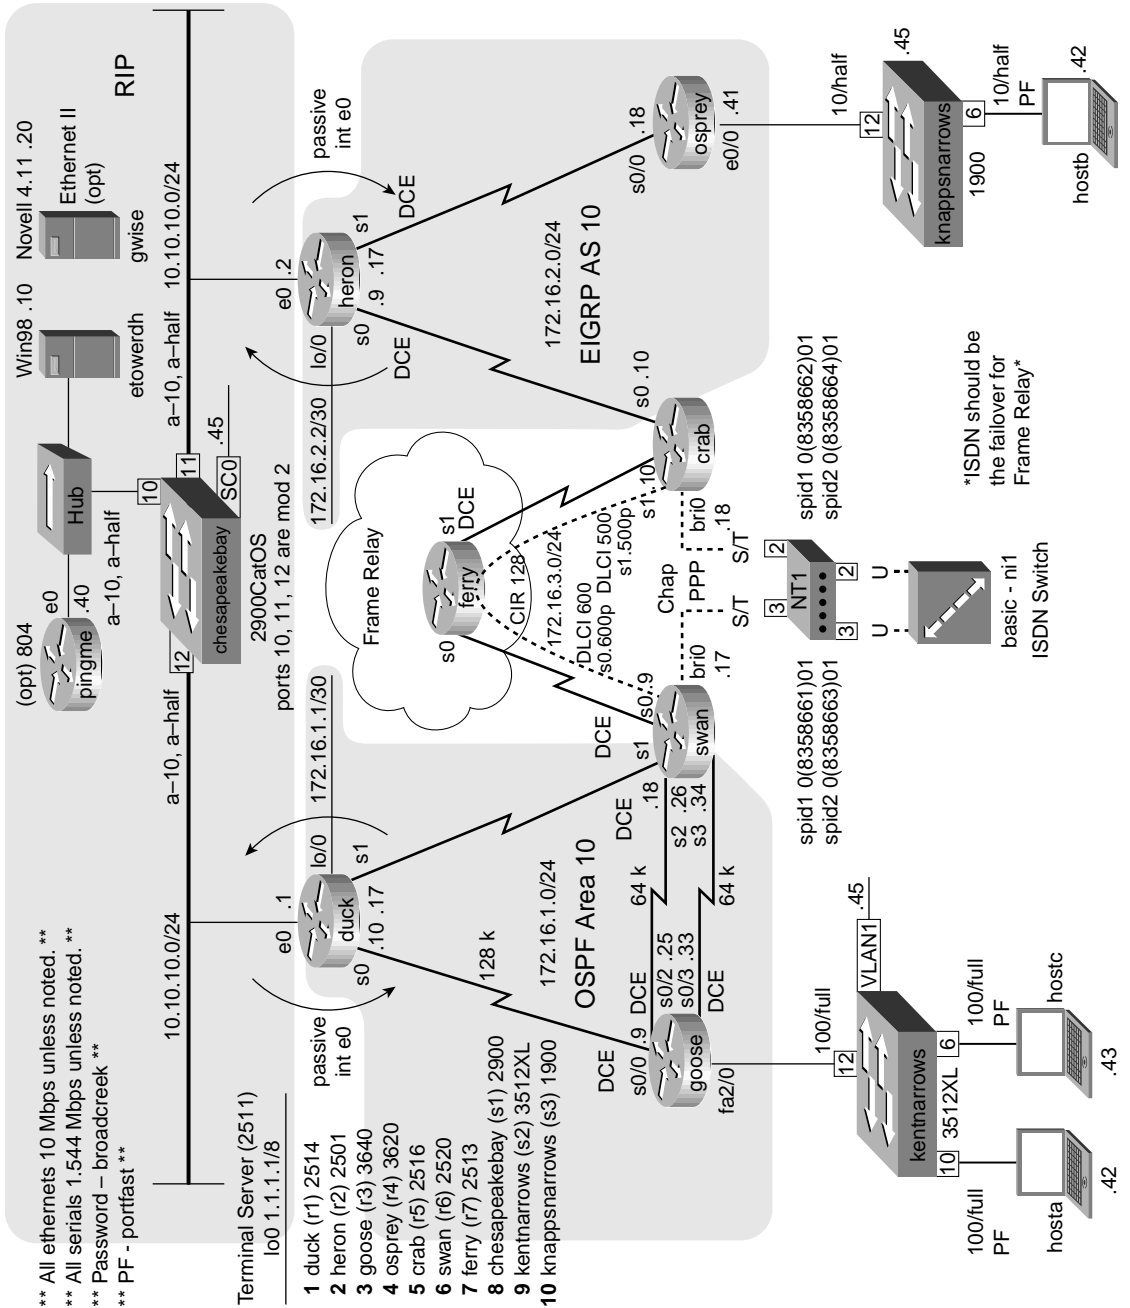 ** All ethernets 10 Mbps unless noted. **
** All serials 1.544 Mbps unless noted. **
** Password – broadcreek **
** PF - portfast **
(opt) 804
pingme
e0
.40
Hub
a–10, a–half
Win98 .10
etowerdh
Novell 4.11 .20
Ethernet II
(opt)
gwise
RIP
10.10.10.0/24
a–10, a–half
12
10
11
chesapeakebay
SC0
.45
2900CatOS
ports 10, 11, 12 are mod 2
a–10, a–half
10.10.10.0/24
Terminal Server (2511)
lo0 1.1.1.1/8
1 duck (r1) 2514
2 heron (r2) 2501
3 goose (r3) 3640
4 osprey (r4) 3620
5 crab (r5) 2516
6 swan (r6) 2520
7 ferry (r7) 2513
8 chesapeakebay (s1) 2900
9 kentnarrows (s2) 3512XL
10 knappsnarrows (s3) 1900
passive
int e0
e0
.1
duck
lo/0
172.16.1.1/30
s0
.10
.17
s1
172.16.2.2/30
lo/0
e0
.2
heron
s0
.9
.17
s1
DCE
DCE
passive
int e0
Frame Relay
ferry
s0
s1
DCE
CIR 128
172.16.3.0/24
DLCI 600
s0.600p
DLCI 500
s1.500p
128 k
172.16.1.0/24
OSPF Area 10
172.16.2.0/24
EIGRP AS 10
DCE
s0/0
.9
goose
fa2/0
DCE
s0/2 .25
s0/3 .33
DCE
64 k
64 k
DCE
.18
s2 .26
s3 .34
DCE
s1
s0 .9
swan
bri0
.17
Chap
PPP
s1 .10
s0 .10
crab
bri0
.18
s0/0
.18
osprey
e0/0
.41
S/T
S/T
3
2
NT1
3
2
U
U
basic - ni1
ISDN Switch
spid1 0(8358661)01
spid2 0(8358663)01
spid1 0(8358662)01
spid2 0(8358664)01
*ISDN should be
the failover for
Frame Relay*
100/full
12
VLAN1
.45
kentnarrows
10
3512XL
6
100/full
PF
100/full
PF
hosta
.42
hostc
.43
10/half
12
.45
knappsnarrows
1900
6
10/half
PF
hostb
.42